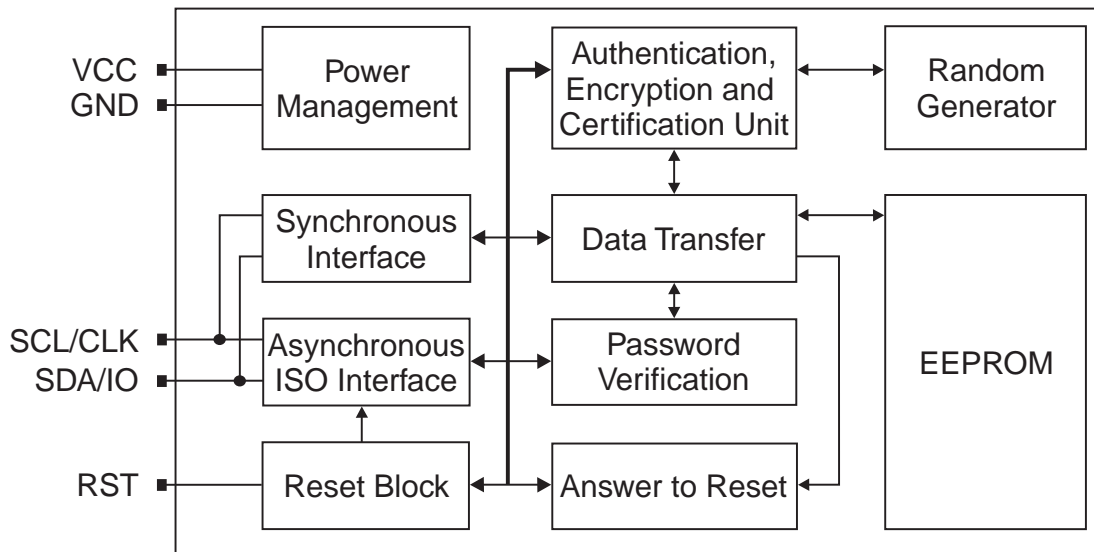 VCC
GND
SCL/CLK
SDA/IO
RST
Power
Management
Synchronous
Interface
Asynchronous
ISO Interface
Reset Block
Authentication,
Encryption and
Certification Unit
Data Transfer
Password
Verification
Answer to Reset
Random
Generator
EEPROM